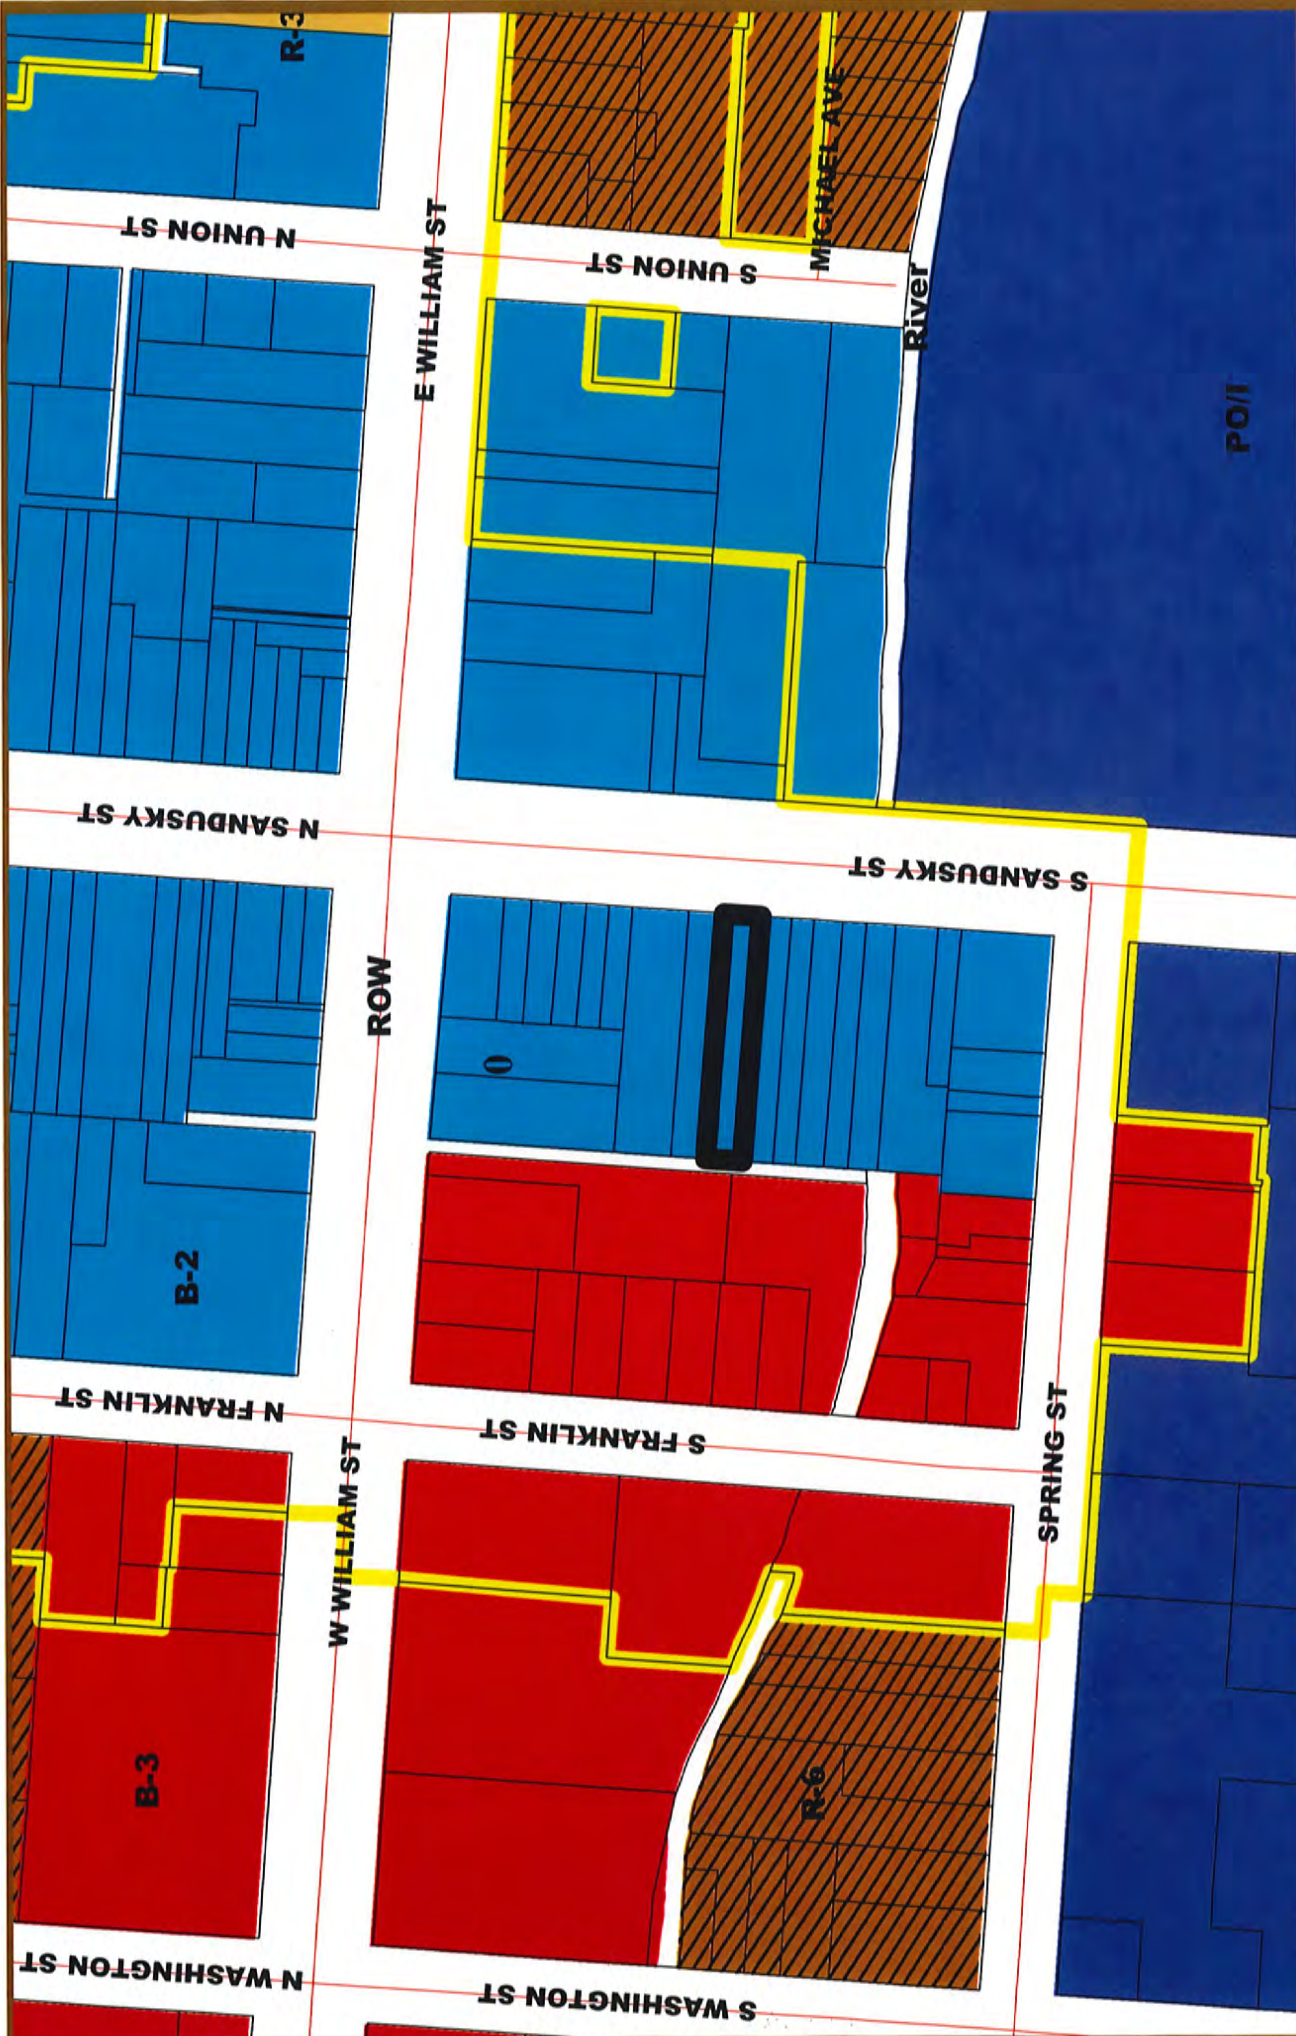 R-3
MICHAEL AVE
N UNION ST
S UNION ST
E WILLIAM ST
River
PO/I
N SANDUSKY ST
S SANDUSKY ST
ROW
0
B-2
N FRANKLIN ST
S FRANKLIN ST
SPRING ST
W WILLIAM ST
B-3
R-6
N WASHINGTON ST
S WASHINGTON ST